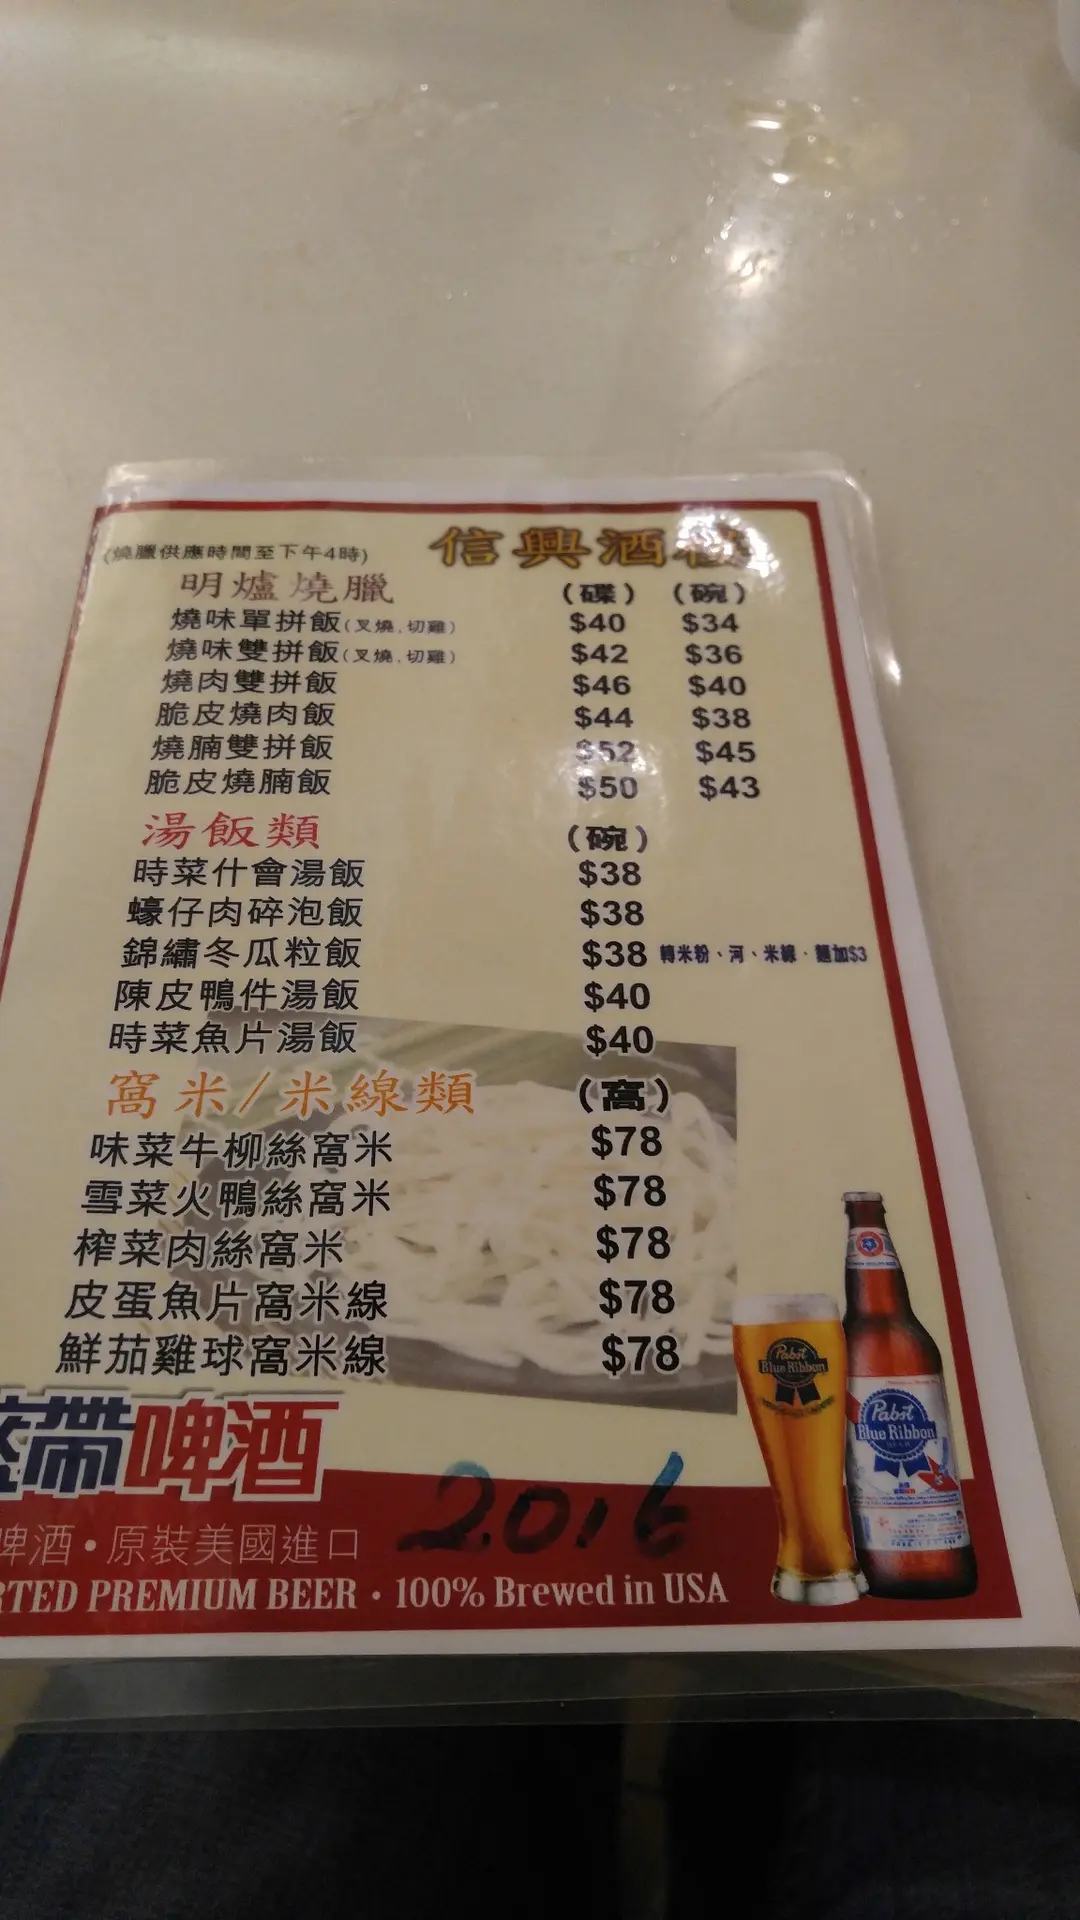 信興酒樓
(燒臘供應時間至下午4時)
明爐燒臘 (碟) (碗)
燒味單拼飯(叉燒,切雞) $40 $34
燒味雙拼飯(叉燒,切雞) $42 $36
燒肉雙拼飯 $46 $40
脆皮燒肉飯 $44 $38
燒腩雙拼飯 $52 $45
脆皮燒腩飯 $50 $43
湯飯類 (碗)
時菜什會湯飯 $38
蠔仔肉碎泡飯 $38
錦繡冬瓜粒飯 $38 轉米粉、河、米線、麵加$3
陳皮鴨件湯飯 $40
時菜魚片湯飯 $40
窩米/米線類 (窩)
味菜牛柳絲窩米 $78
雪菜火鴨絲窩米 $78
榨菜肉絲窩米 $78
皮蛋魚片窩米線 $78
鮮茄雞球窩米線 $78
帶啤酒
2.016
啤酒•原裝美國進口
RTED PREMIUM BEER • 100% Brewed in USA
Pabst
Blue Ribbon
Pabst
Blue Ribbon